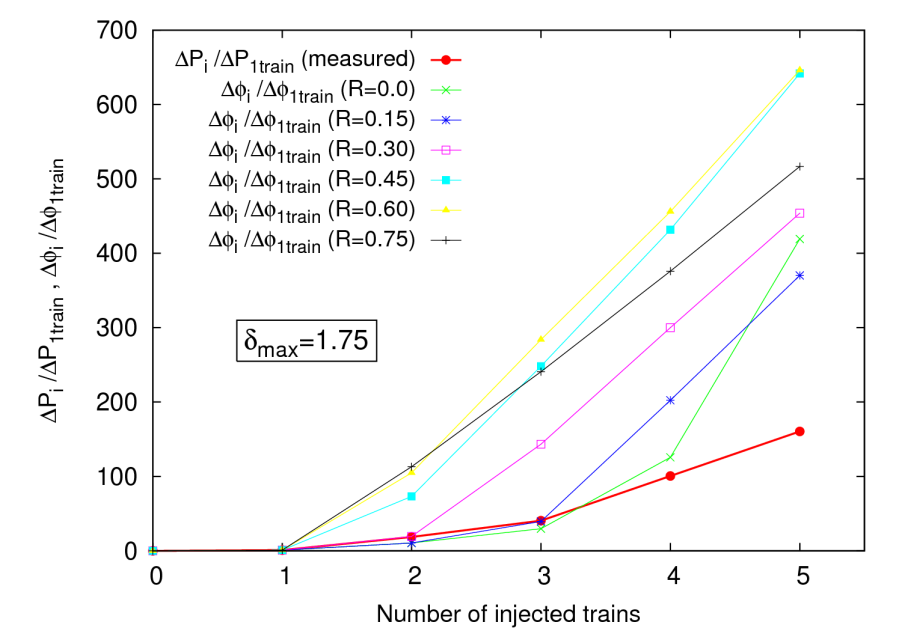 700
600
500
400
300
200
100
0
0 1 2 3 4 5
Number of injected trains
ΔPi /ΔP1train , Δϕi /Δϕ1train
ΔPi /ΔP1train (measured)
Δϕi /Δϕ1train (R=0.0)
Δϕi /Δϕ1train (R=0.15)
Δϕi /Δϕ1train (R=0.30)
Δϕi /Δϕ1train (R=0.45)
Δϕi /Δϕ1train (R=0.60)
Δϕi /Δϕ1train (R=0.75)
δmax=1.75